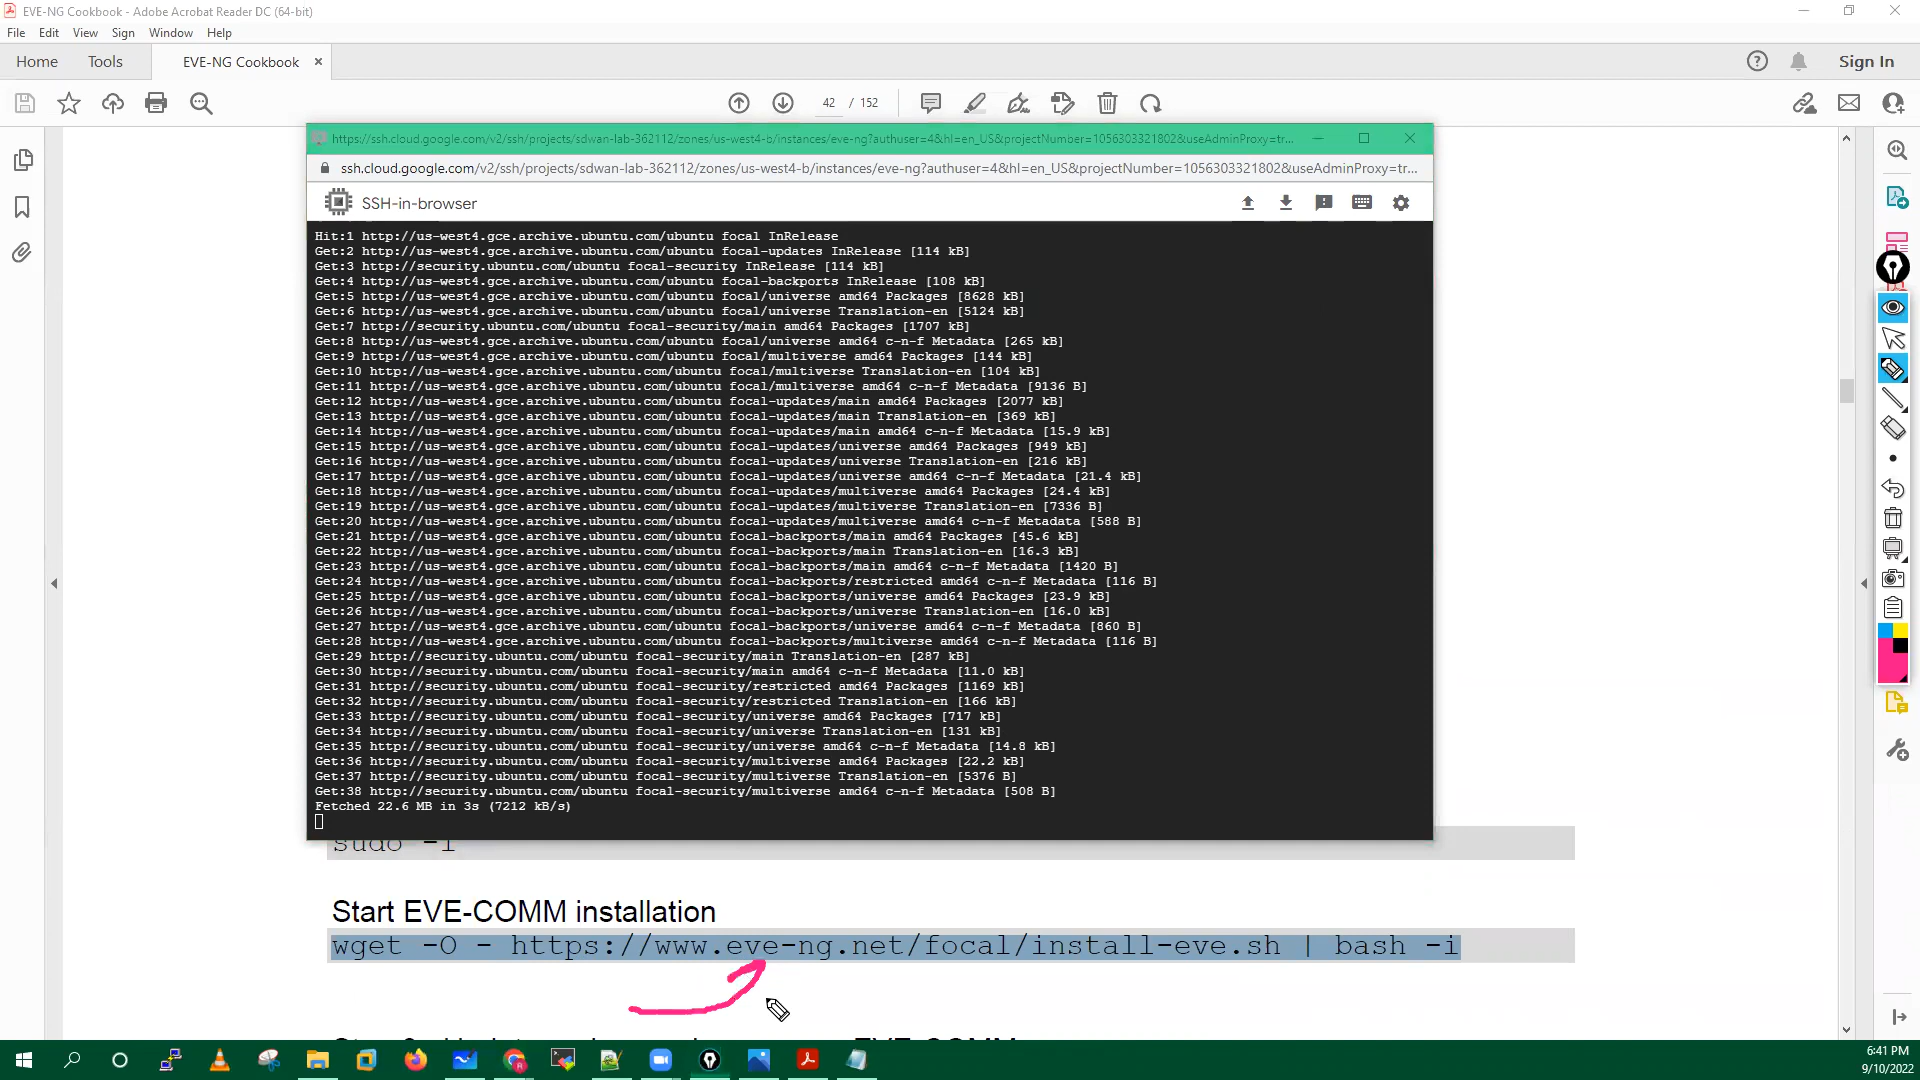 EVE-NG Cookbook - Adobe Acrobat Reader DC (64-bit)
File Edit View Sign Window Help
Home Tools EVE-NG Cookbook × Sign In
42 / 152
https://ssh.cloud.google.com/v2/ssh/projects/sdwan-lab-362112/zones/us-west4-b/instances/eve-ng?authuser=4&hl=en_US&projectNumber=1056303321802&useAdminProxy=tr...
ssh.cloud.google.com/v2/ssh/projects/sdwan-lab-362112/zones/us-west4-b/instances/eve-ng?authuser=4&hl=en_US&projectNumber=1056303321802&useAdminProxy=tr...
SSH-in-browser
Hit:1 http://us-west4.gce.archive.ubuntu.com/ubuntu focal InRelease
Get:2 http://us-west4.gce.archive.ubuntu.com/ubuntu focal-updates InRelease [114 kB]
Get:3 http://security.ubuntu.com/ubuntu focal-security InRelease [114 kB]
Get:4 http://us-west4.gce.archive.ubuntu.com/ubuntu focal-backports InRelease [108 kB]
Get:5 http://us-west4.gce.archive.ubuntu.com/ubuntu focal/universe amd64 Packages [8628 kB]
Get:6 http://us-west4.gce.archive.ubuntu.com/ubuntu focal/universe Translation-en [5124 kB]
Get:7 http://security.ubuntu.com/ubuntu focal-security/main amd64 Packages [1707 kB]
Get:8 http://us-west4.gce.archive.ubuntu.com/ubuntu focal/universe amd64 c-n-f Metadata [265 kB]
Get:9 http://us-west4.gce.archive.ubuntu.com/ubuntu focal/multiverse amd64 Packages [144 kB]
Get:10 http://us-west4.gce.archive.ubuntu.com/ubuntu focal/multiverse Translation-en [104 kB]
Get:11 http://us-west4.gce.archive.ubuntu.com/ubuntu focal/multiverse amd64 c-n-f Metadata [9136 B]
Get:12 http://us-west4.gce.archive.ubuntu.com/ubuntu focal-updates/main amd64 Packages [2077 kB]
Get:13 http://us-west4.gce.archive.ubuntu.com/ubuntu focal-updates/main Translation-en [369 kB]
Get:14 http://us-west4.gce.archive.ubuntu.com/ubuntu focal-updates/main amd64 c-n-f Metadata [15.9 kB]
Get:15 http://us-west4.gce.archive.ubuntu.com/ubuntu focal-updates/universe amd64 Packages [949 kB]
Get:16 http://us-west4.gce.archive.ubuntu.com/ubuntu focal-updates/universe Translation-en [216 kB]
Get:17 http://us-west4.gce.archive.ubuntu.com/ubuntu focal-updates/universe amd64 c-n-f Metadata [21.4 kB]
Get:18 http://us-west4.gce.archive.ubuntu.com/ubuntu focal-updates/multiverse amd64 Packages [24.4 kB]
Get:19 http://us-west4.gce.archive.ubuntu.com/ubuntu focal-updates/multiverse Translation-en [7336 B]
Get:20 http://us-west4.gce.archive.ubuntu.com/ubuntu focal-updates/multiverse amd64 c-n-f Metadata [588 B]
Get:21 http://us-west4.gce.archive.ubuntu.com/ubuntu focal-backports/main amd64 Packages [45.6 kB]
Get:22 http://us-west4.gce.archive.ubuntu.com/ubuntu focal-backports/main Translation-en [16.3 kB]
Get:23 http://us-west4.gce.archive.ubuntu.com/ubuntu focal-backports/main amd64 c-n-f Metadata [1420 B]
Get:24 http://us-west4.gce.archive.ubuntu.com/ubuntu focal-backports/restricted amd64 c-n-f Metadata [116 B]
Get:25 http://us-west4.gce.archive.ubuntu.com/ubuntu focal-backports/universe amd64 Packages [23.9 kB]
Get:26 http://us-west4.gce.archive.ubuntu.com/ubuntu focal-backports/universe Translation-en [16.0 kB]
Get:27 http://us-west4.gce.archive.ubuntu.com/ubuntu focal-backports/universe amd64 c-n-f Metadata [860 B]
Get:28 http://us-west4.gce.archive.ubuntu.com/ubuntu focal-backports/multiverse amd64 c-n-f Metadata [116 B]
Get:29 http://security.ubuntu.com/ubuntu focal-security/main Translation-en [287 kB]
Get:30 http://security.ubuntu.com/ubuntu focal-security/main amd64 c-n-f Metadata [11.0 kB]
Get:31 http://security.ubuntu.com/ubuntu focal-security/restricted amd64 Packages [1169 kB]
Get:32 http://security.ubuntu.com/ubuntu focal-security/restricted Translation-en [166 kB]
Get:33 http://security.ubuntu.com/ubuntu focal-security/universe amd64 Packages [717 kB]
Get:34 http://security.ubuntu.com/ubuntu focal-security/universe Translation-en [131 kB]
Get:35 http://security.ubuntu.com/ubuntu focal-security/universe amd64 c-n-f Metadata [14.8 kB]
Get:36 http://security.ubuntu.com/ubuntu focal-security/multiverse amd64 Packages [22.2 kB]
Get:37 http://security.ubuntu.com/ubuntu focal-security/multiverse Translation-en [5376 B]
Get:38 http://security.ubuntu.com/ubuntu focal-security/multiverse amd64 c-n-f Metadata [508 B]
Fetched 22.6 MB in 3s (7212 kB/s)
sudo -i
Start EVE-COMM installation
wget -O - https://www.eve-ng.net/focal/install-eve.sh | bash -i
EVE-COMM
6:41 PM
9/10/2022